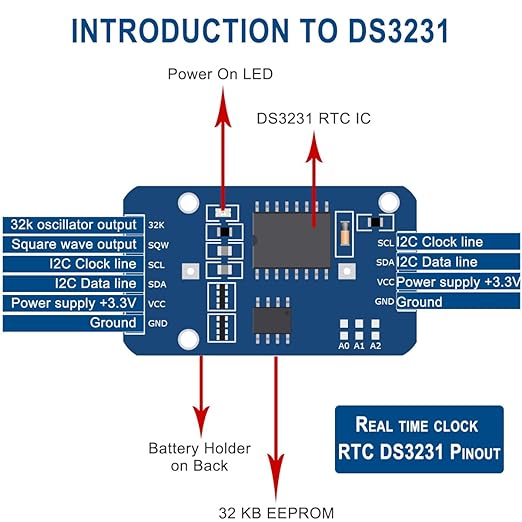 INTRODUCTION TO DS3231
Power On LED
DS3231 RTC IC
32k oscillator output 32K
Square wave output SQW
I2C Clock line SCL
I2C Data line SDA
Power supply +3.3V VCC
Ground GND
SCL I2C Clock line
SDA I2C Data line
VCC Power supply +3.3V
GND Ground
A0 A1 A2
Battery Holder
on Back
32 KB EEPROM
REAL TIME CLOCK
RTC DS3231 PINOUT